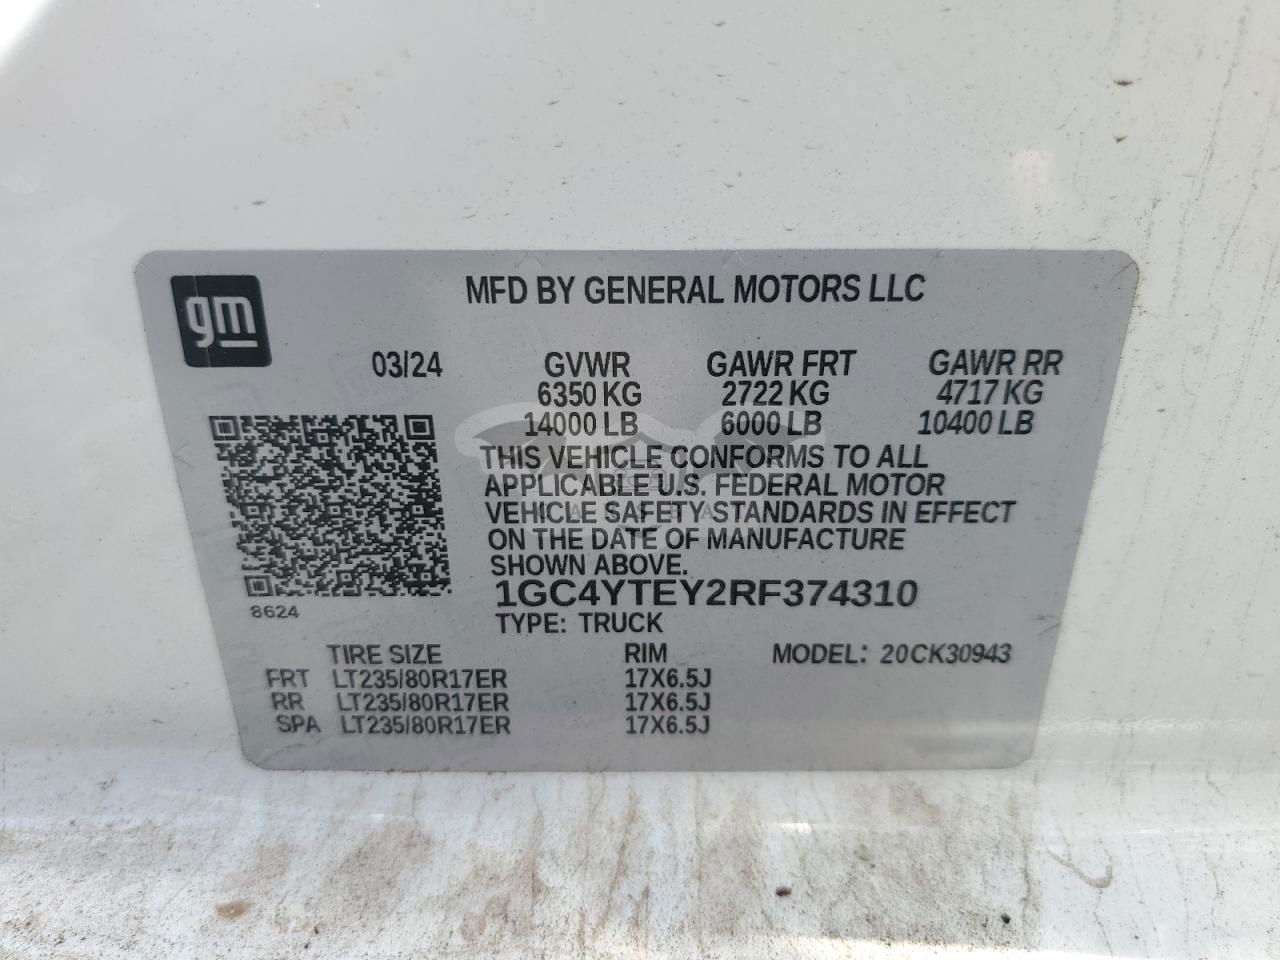 gm
MFD BY GENERAL MOTORS LLC
03/24 GVWR GAWR FRT GAWR RR
6350 KG 2722 KG 4717 KG
14000 LB 6000 LB 10400 LB
THIS VEHICLE CONFORMS TO ALL
APPLICABLE U.S. FEDERAL MOTOR
VEHICLE SAFETY STANDARDS IN EFFECT
ON THE DATE OF MANUFACTURE
SHOWN ABOVE.
1GC4YTEY2RF374310
8624
TYPE: TRUCK
TIRE SIZE RIM MODEL: 20CK30943
FRT LT235/80R17ER 17X6.5J
RR LT235/80R17ER 17X6.5J
SPA LT235/80R17ER 17X6.5J